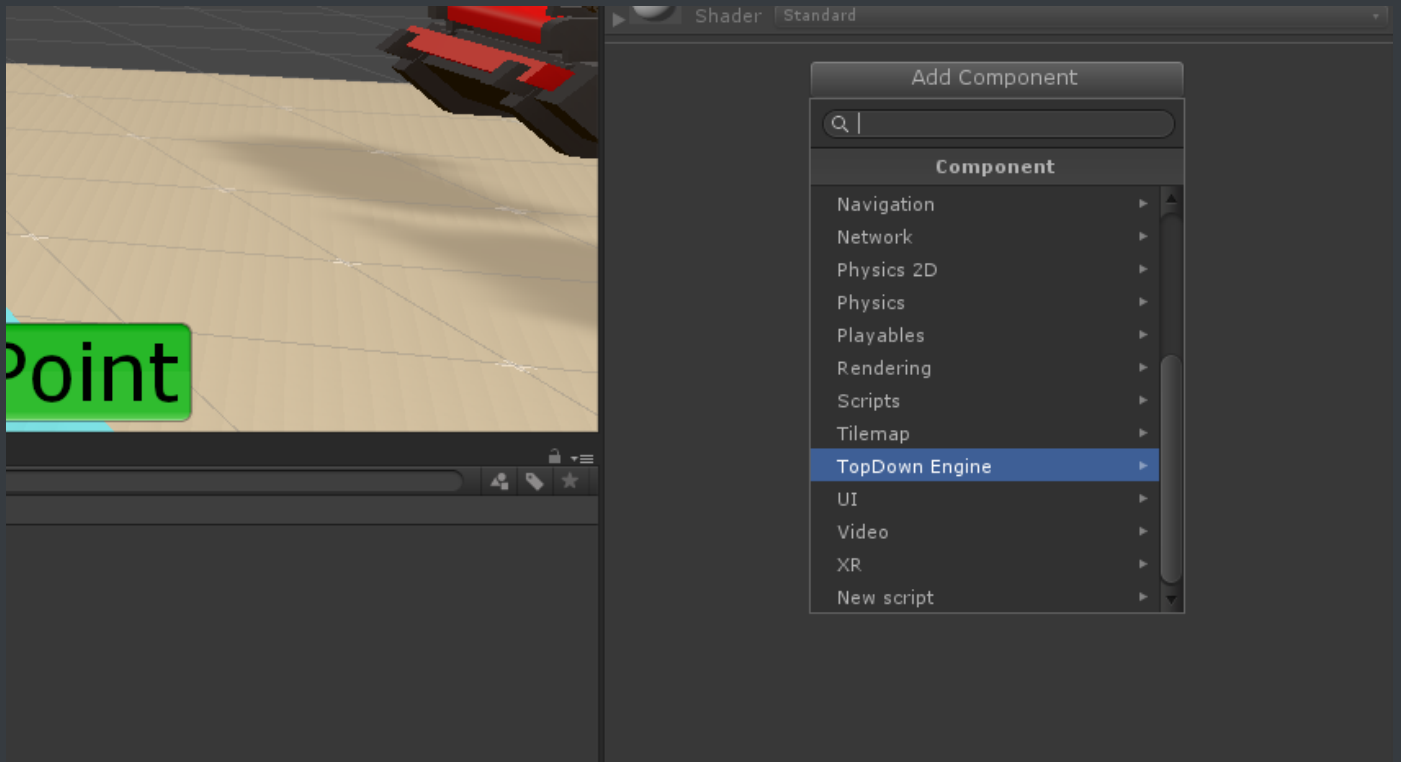 Shader Standard
Add Component
Component
Navigation
Network
Physics 2D
Physics
Playables
Rendering
Scripts
Tilemap
TopDown Engine
UI
Video
XR
New script
Point